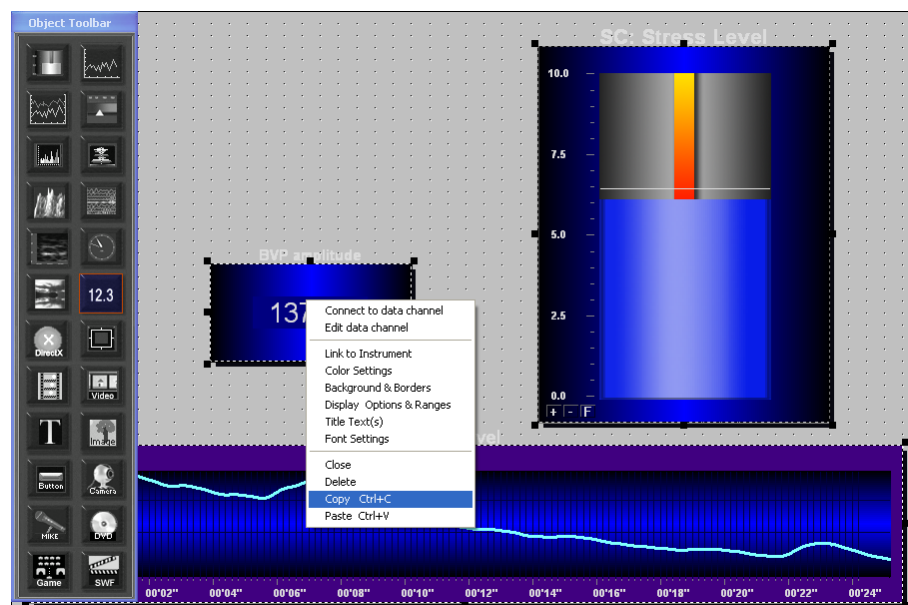 Object Toolbar
SC: Stress Level
10.0
7.5
5.0
2.5
0.0
+ - F
BVP amplitude
137
12.3
DirectX
Video
T
Image
Button
Camera
MIKE
DVD
Game
SWF
Connect to data channel
Edit data channel
Link to Instrument
Color Settings
Background & Borders
Display Options & Ranges
Title Text(s)
Font Settings
Close
Delete
Copy Ctrl+C
Paste Ctrl+V
00'02" 00'04" 00'06" 00'08" 00'10" 00'12" 00'14" 00'16" 00'18" 00'20" 00'22" 00'24"